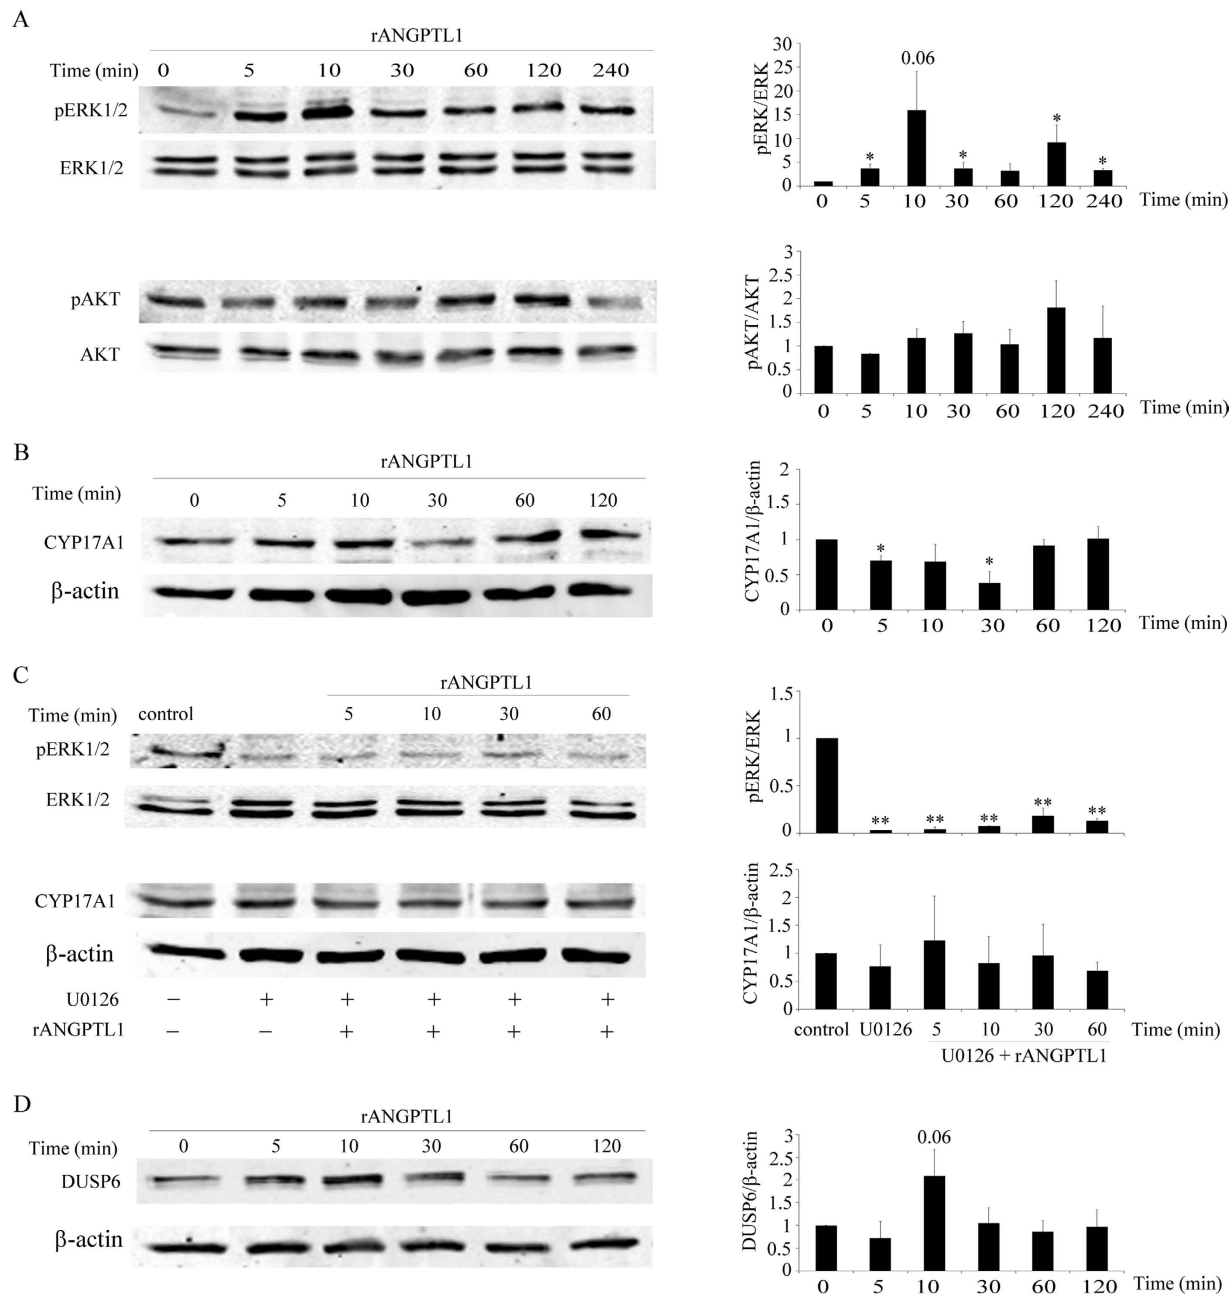 A
rANGPTL1
Time (min) 0 5 10 30 60 120 240
pERK1/2
ERK1/2
pAKT
AKT
pERK/ERK
30
25
20
15
10
5
0
0.06
* * * *
0 5 10 30 60 120 240 Time (min)
pAKT/AKT
3
2.5
2
1.5
1
0.5
0
0 5 10 30 60 120 240 Time (min)
B
rANGPTL1
Time (min) 0 5 10 30 60 120
CYP17A1
β-actin
CYP17A1/β-actin
2
1.5
1
0.5
0
* *
0 5 10 30 60 120 Time (min)
C
rANGPTL1
Time (min) control 5 10 30 60
pERK1/2
ERK1/2
CYP17A1
β-actin
U0126 − + + + + +
rANGPTL1 − − + + + +
pERK/ERK
1.5
1
0.5
0
** ** ** ** **
CYP17A1/β-actin
2.5
2
1.5
1
0.5
0
control U0126 5 10 30 60 Time (min)
U0126 + rANGPTL1
D
rANGPTL1
Time (min) 0 5 10 30 60 120
DUSP6
β-actin
DUSP6/β-actin
3
2.5
2
1.5
1
0.5
0
0.06
0 5 10 30 60 120 Time (min)